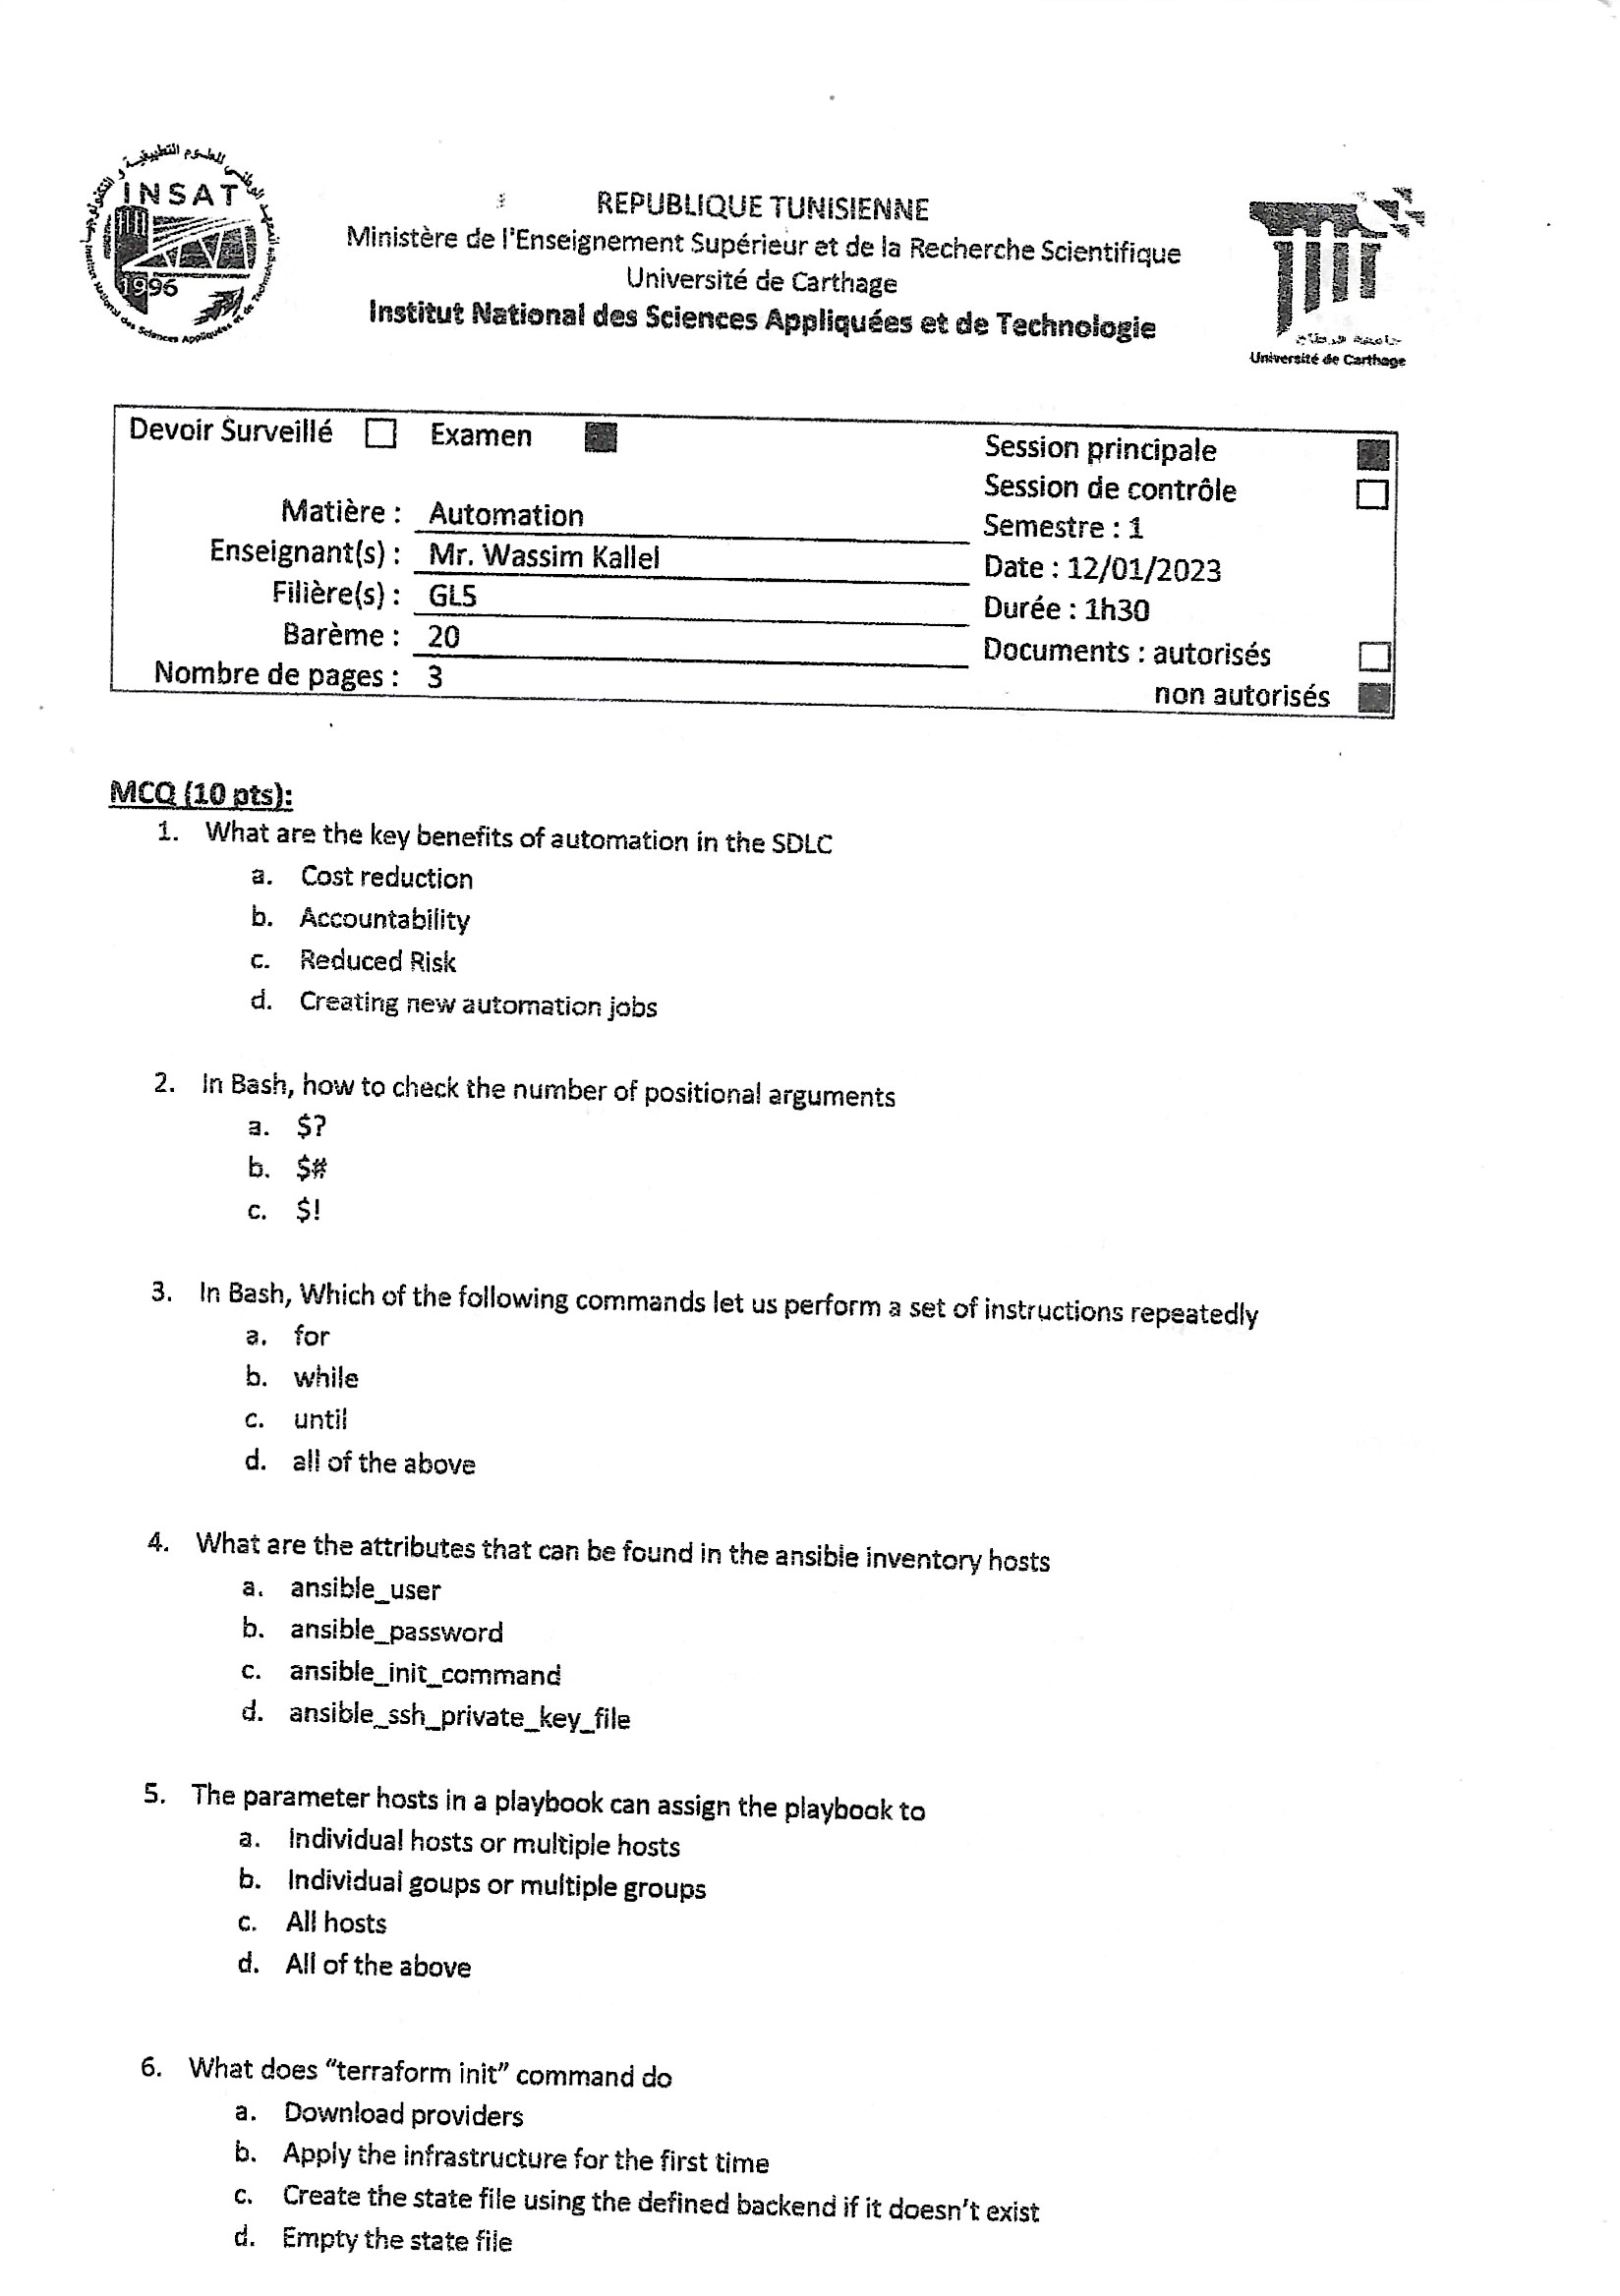 المعهد الوطني للعلوم التطبيقية و التكنولوجيا
INSAT
1996
Institut National des Sciences Appliquées et de Technologie
REPUBLIQUE TUNISIENNE
Ministère de l'Enseignement Supérieur et de la Recherche Scientifique
Université de Carthage
Institut National des Sciences Appliquées et de Technologie
جامعة قرطاج
Université de Carthage
Devoir Surveillé Examen
Session principale
Session de contrôle
Matière : Automation
Semestre : 1
Enseignant(s) : Mr. Wassim Kallel
Date : 12/01/2023
Filière(s) : GL5
Durée : 1h30
Barème : 20
Documents : autorisés
Nombre de pages : 3
non autorisés
MCQ (10 pts):
1. What are the key benefits of automation in the SDLC
a. Cost reduction
b. Accountability
c. Reduced Risk
d. Creating new automation jobs
2. In Bash, how to check the number of positional arguments
a. $?
b. $#
c. $!
3. In Bash, Which of the following commands let us perform a set of instructions repeatedly
a. for
b. while
c. until
d. all of the above
4. What are the attributes that can be found in the ansible inventory hosts
a. ansible_user
b. ansible_password
c. ansible_init_command
d. ansible_ssh_private_key_file
5. The parameter hosts in a playbook can assign the playbook to
a. Individual hosts or multiple hosts
b. Individual goups or multiple groups
c. All hosts
d. All of the above
6. What does “terraform init” command do
a. Download providers
b. Apply the infrastructure for the first time
c. Create the state file using the defined backend if it doesn’t exist
d. Empty the state file